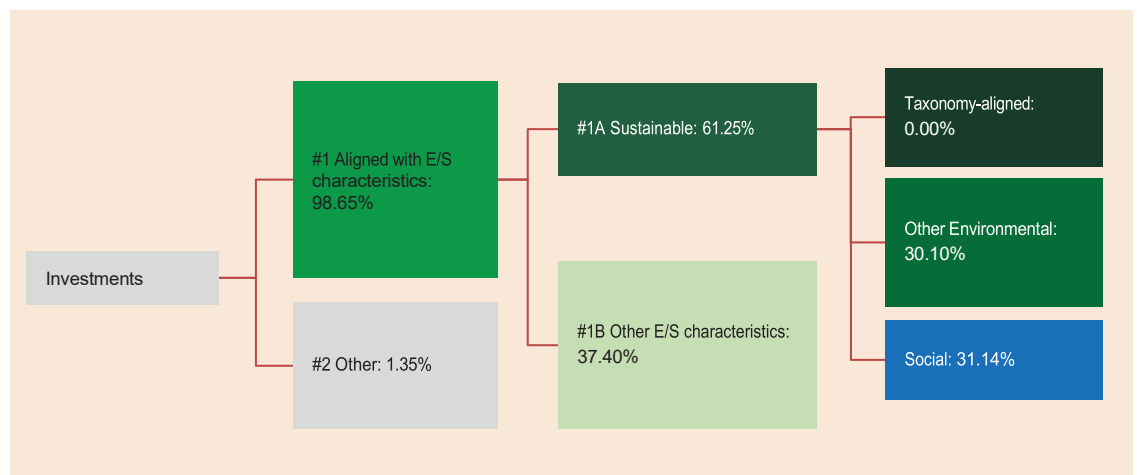 Investments
#1 Aligned with E/S
characteristics:
98.65%
#2 Other: 1.35%
#1A Sustainable: 61.25%
#1B Other E/S characteristics:
37.40%
Taxonomy-aligned:
0.00%
Other Environmental:
30.10%
Social: 31.14%